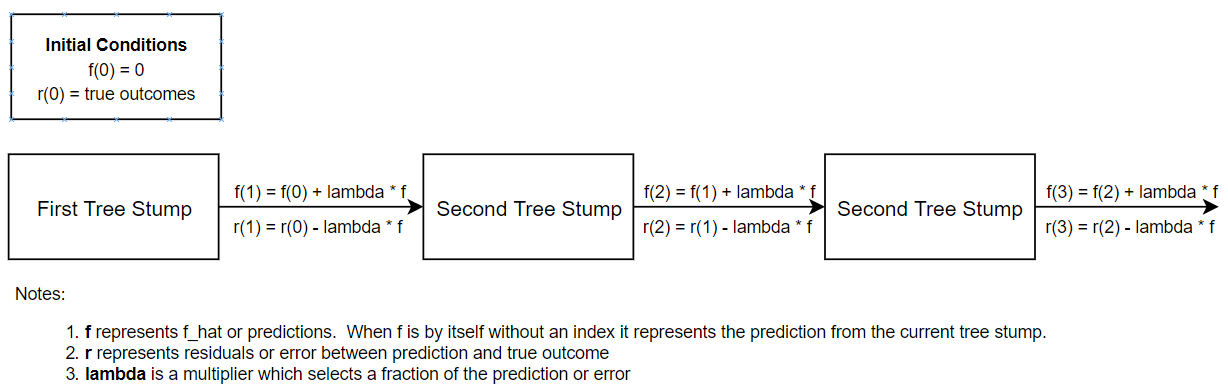 Initial Conditions
f(0) = 0
r(0) = true outcomes
First Tree Stump
f(1) = f(0) + lambda * f
r(1) = r(0) - lambda * f
Second Tree Stump
f(2) = f(1) + lambda * f
r(2) = r(1) - lambda * f
Second Tree Stump
f(3) = f(2) + lambda * f
r(3) = r(2) - lambda * f
Notes:
1. f represents f_hat or predictions.  When f is by itself without an index it represents the prediction from the current tree stump.
2. r represents residuals or error between prediction and true outcome
3. lambda is a multiplier which selects a fraction of the prediction or error